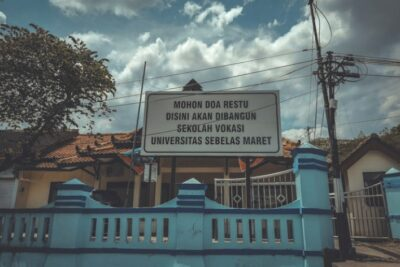 MOHON DOA RESTU
DISINI AKAN DIBANGUN
SEKOLAH VOKASI
UNIVERSITAS SEBELAS MARET